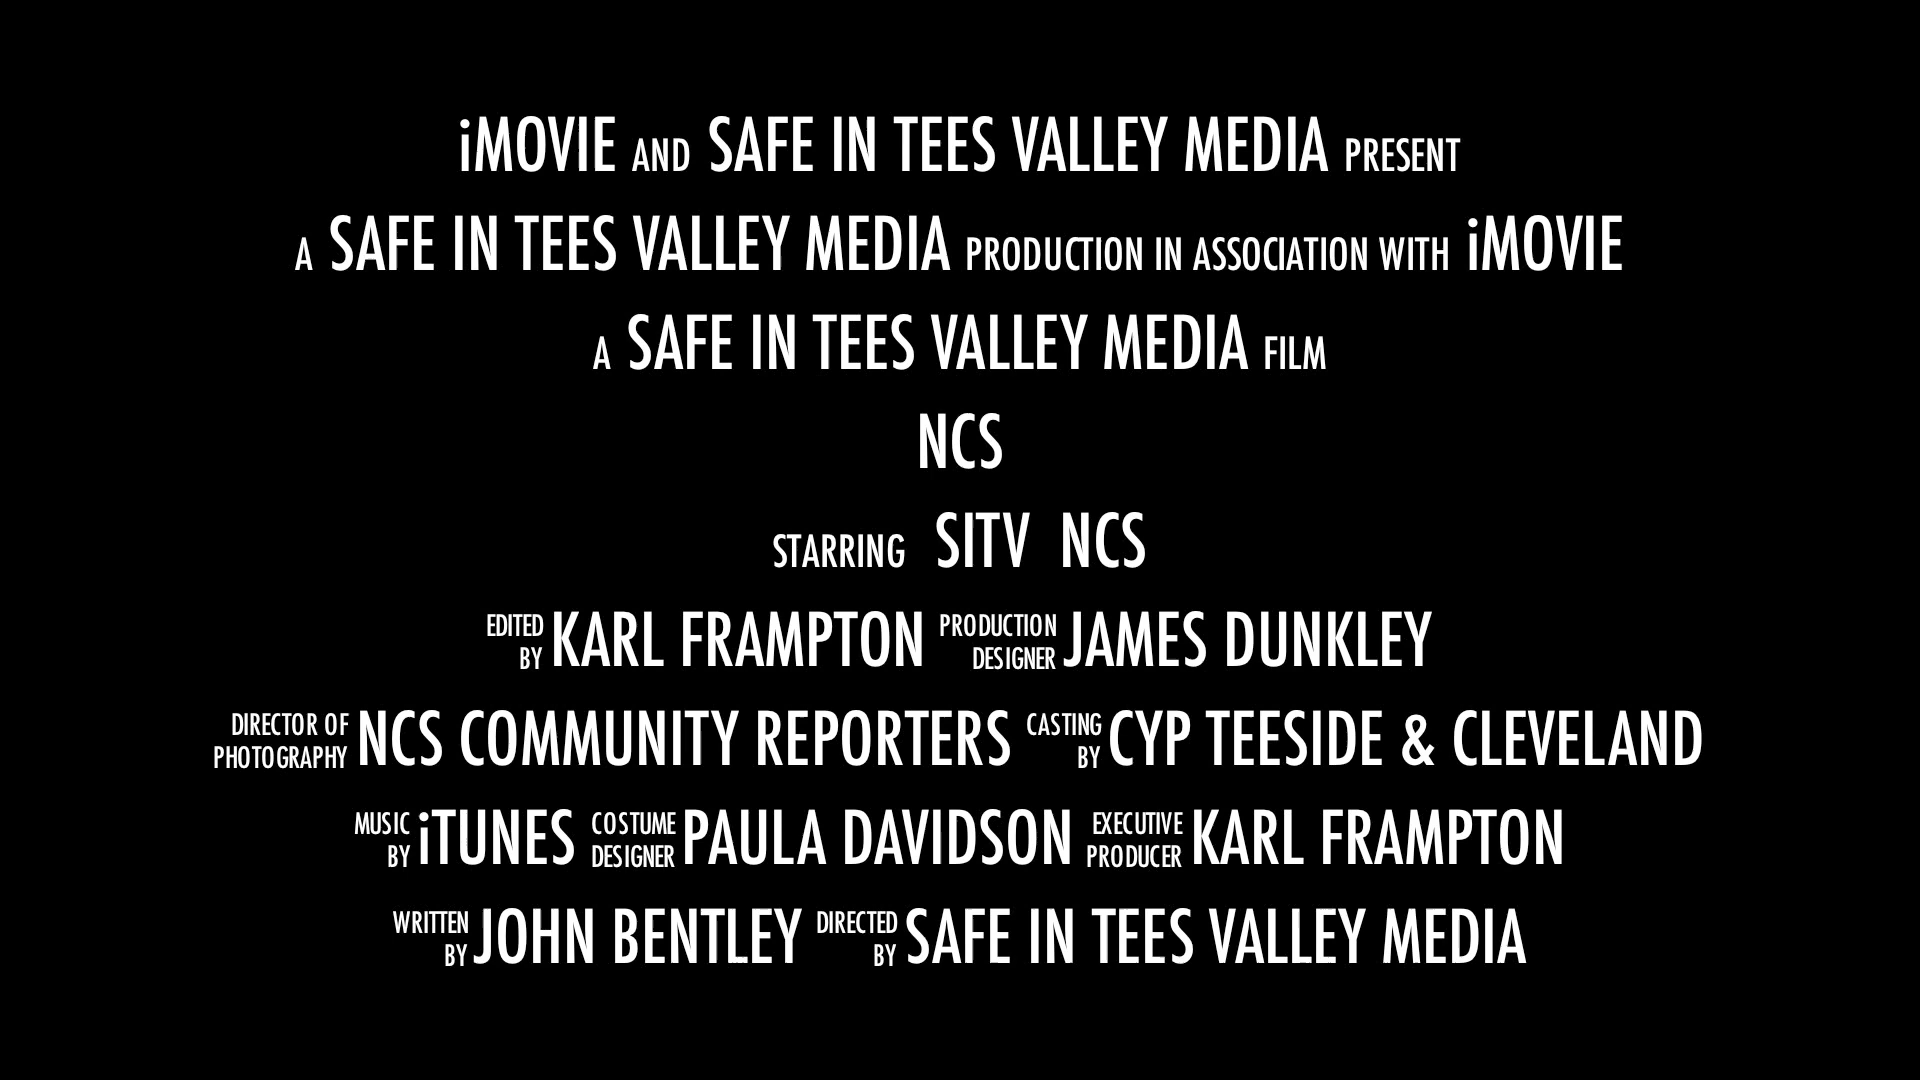 iMOVIE AND SAFE IN TEES VALLEY MEDIA PRESENT
A SAFE IN TEES VALLEY MEDIA PRODUCTION IN ASSOCIATION WITH iMOVIE
A SAFE IN TEES VALLEY MEDIA FILM
NCS
STARRING SITV NCS
EDITED BY KARL FRAMPTON PRODUCTION DESIGNER JAMES DUNKLEY
DIRECTOR OF PHOTOGRAPHY NCS COMMUNITY REPORTERS CASTING BY CYP TEESIDE & CLEVELAND
MUSIC BY iTUNES COSTUME DESIGNER PAULA DAVIDSON EXECUTIVE PRODUCER KARL FRAMPTON
WRITTEN BY JOHN BENTLEY DIRECTED BY SAFE IN TEES VALLEY MEDIA